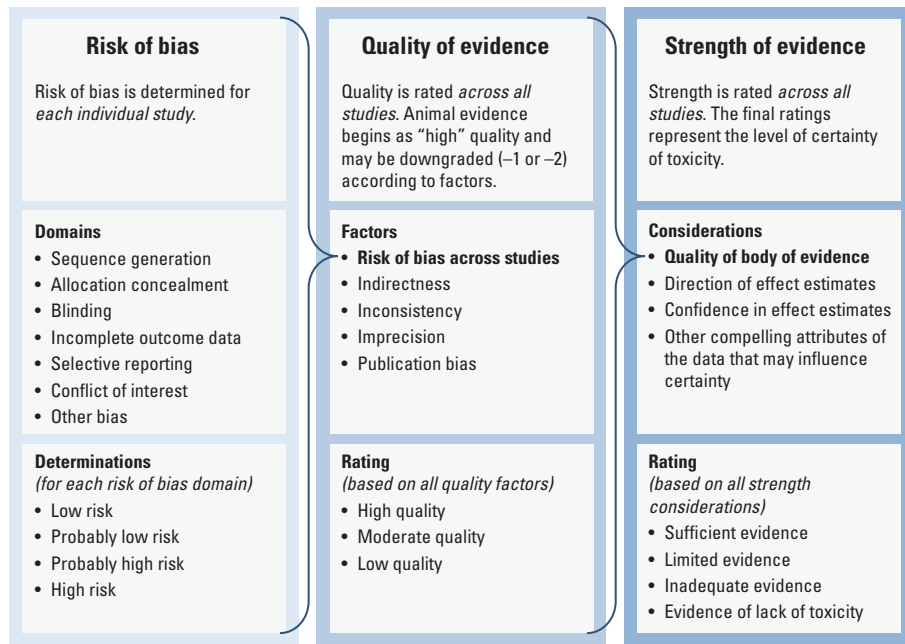 Risk of bias
Risk of bias is determined for
each individual study.
Domains
• Sequence generation
• Allocation concealment
• Blinding
• Incomplete outcome data
• Selective reporting
• Conflict of interest
• Other bias
Determinations
(for each risk of bias domain)
• Low risk
• Probably low risk
• Probably high risk
• High risk
Quality of evidence
Quality is rated across all
studies. Animal evidence
begins as “high” quality and
may be downgraded (–1 or –2)
according to factors.
Factors
• Risk of bias across studies
• Indirectness
• Inconsistency
• Imprecision
• Publication bias
Rating
(based on all quality factors)
• High quality
• Moderate quality
• Low quality
Strength of evidence
Strength is rated across all
studies. The final ratings
represent the level of certainty
of toxicity.
Considerations
• Quality of body of evidence
• Direction of effect estimates
• Confidence in effect estimates
• Other compelling attributes of
the data that may influence
certainty
Rating
(based on all strength
considerations)
• Sufficient evidence
• Limited evidence
• Inadequate evidence
• Evidence of lack of toxicity